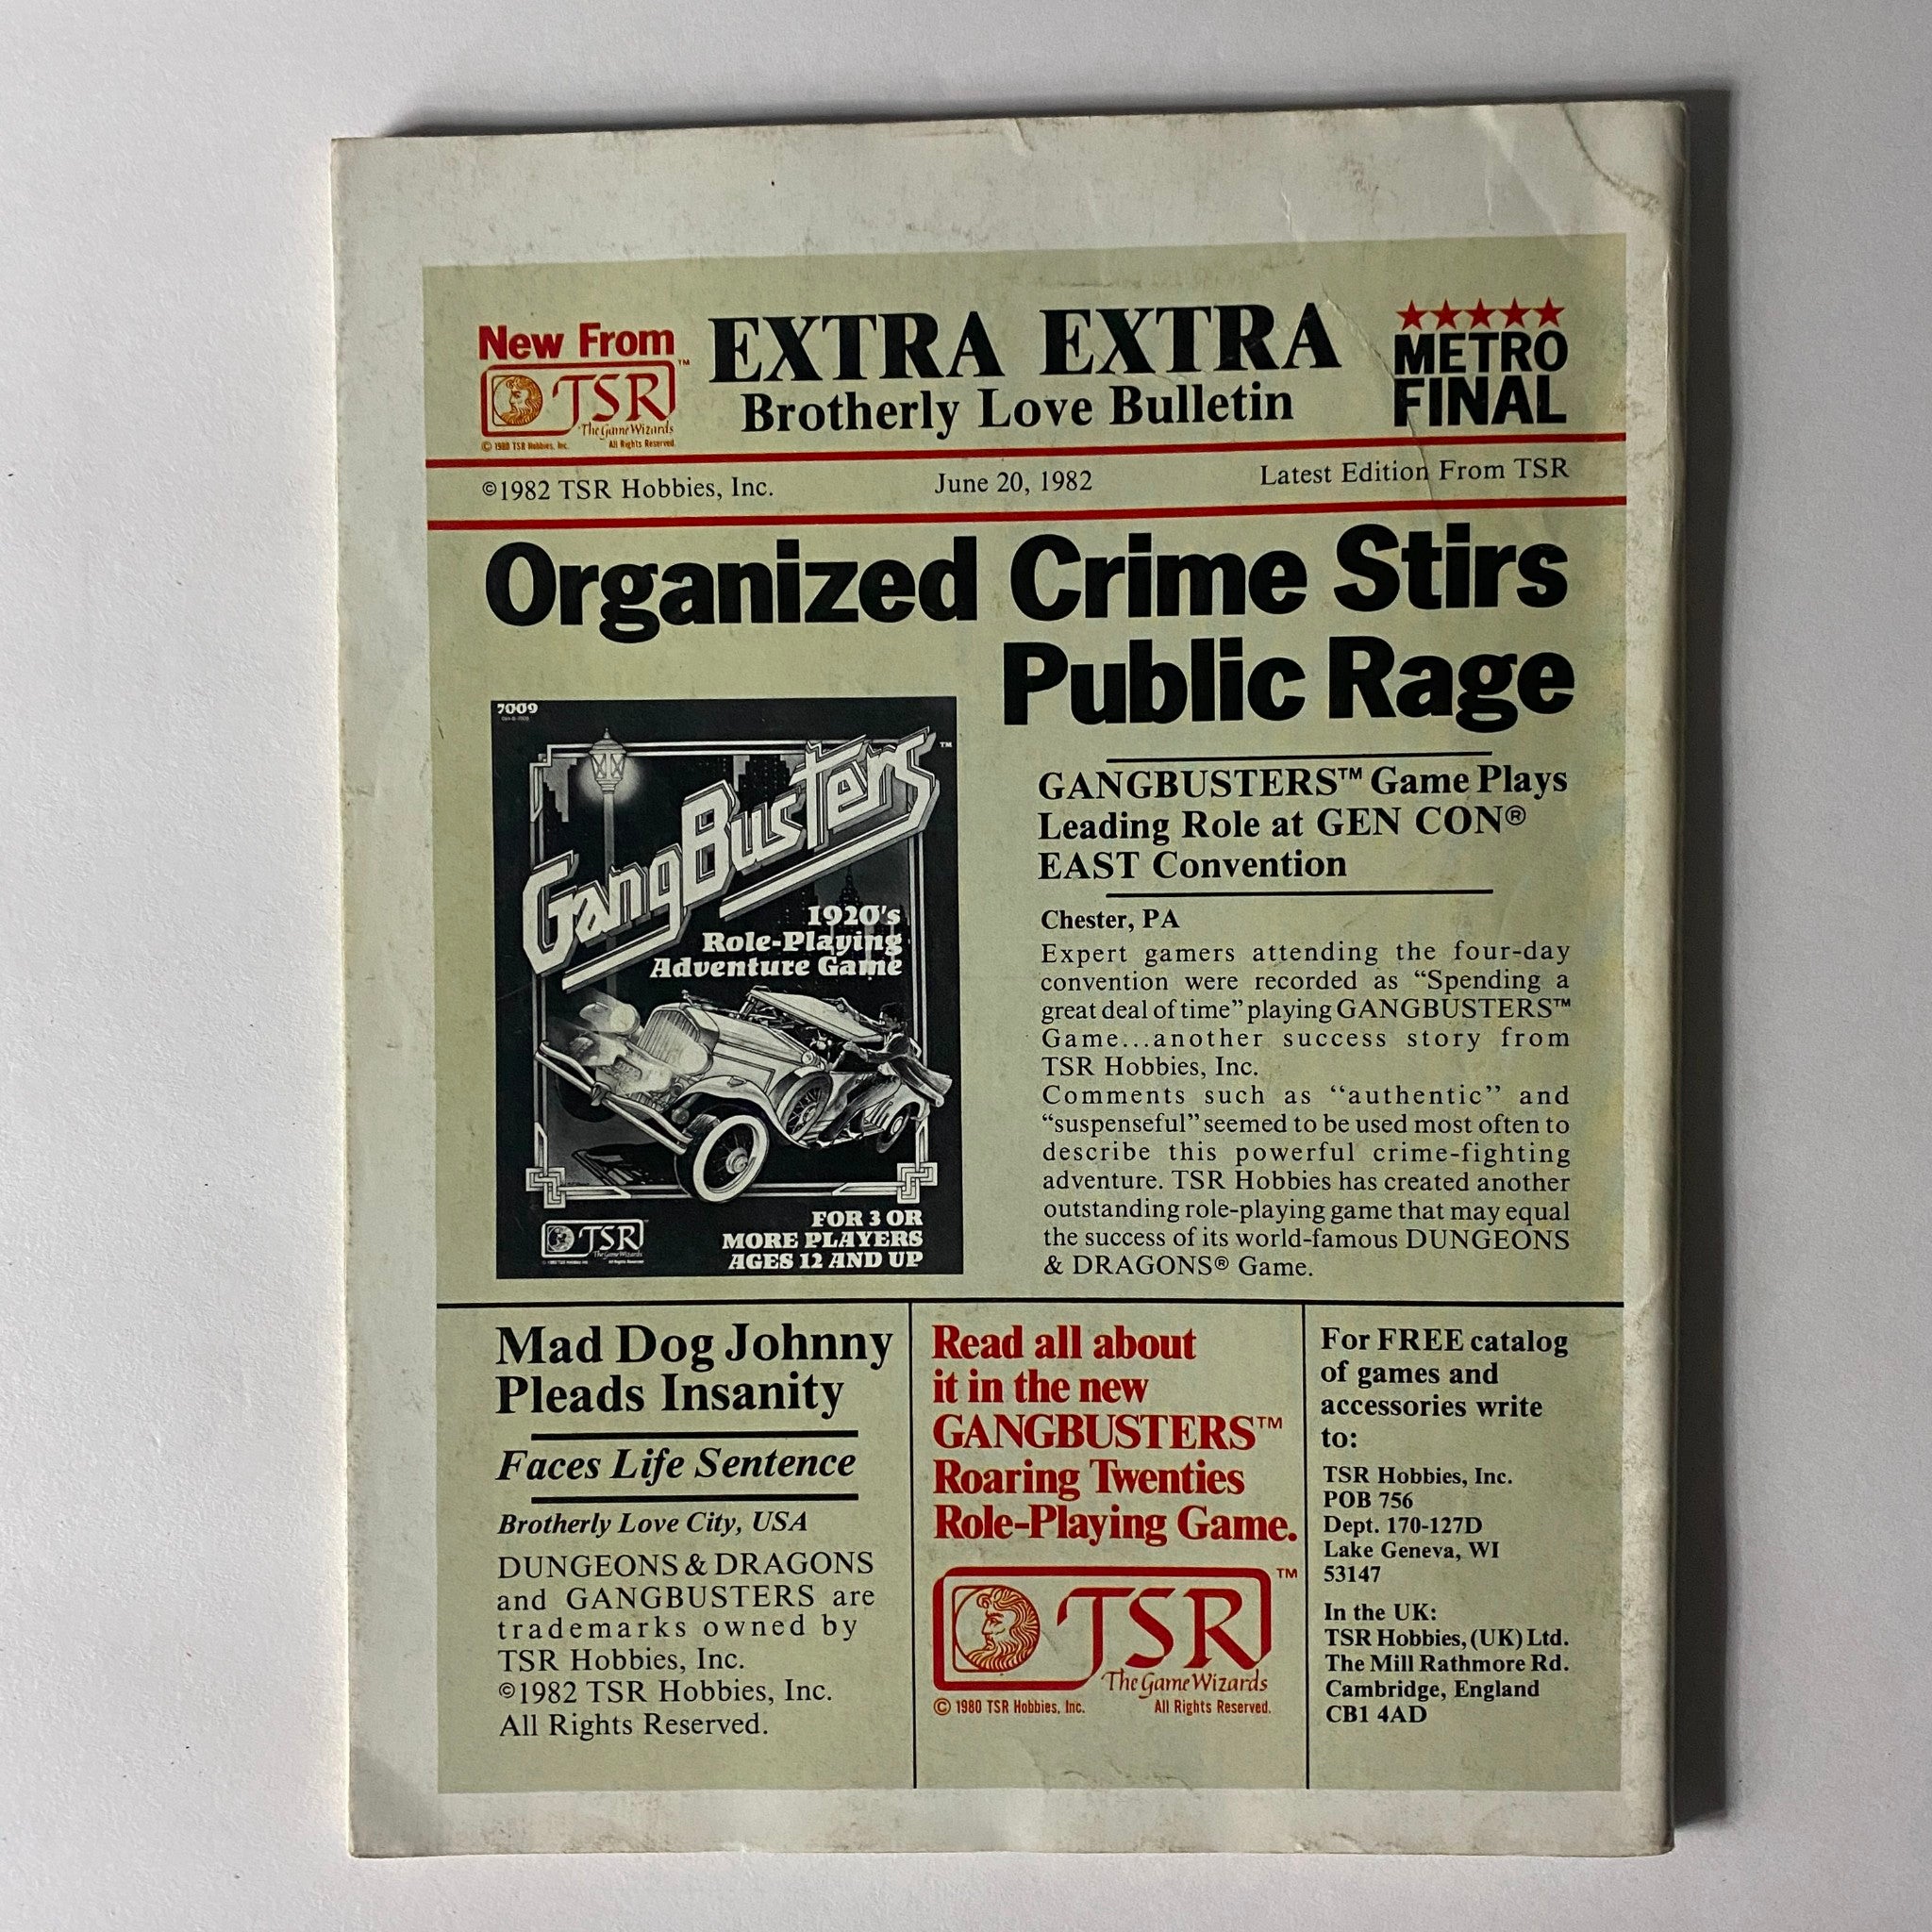 New From
TSR™
The Game Wizards
© 1980 TSR Hobbies, Inc. All Rights Reserved.
EXTRA EXTRA
Brotherly Love Bulletin
METRO
FINAL
©1982 TSR Hobbies, Inc. June 20, 1982 Latest Edition From TSR
Organized Crime Stirs
Public Rage
7009
GangBusters™
1920's
Role-Playing
Adventure Game
TSR
The Game Wizards
FOR 3 OR
MORE PLAYERS
AGES 12 AND UP
GANGBUSTERS™ Game Plays
Leading Role at GEN CON®
EAST Convention
Chester, PA
Expert gamers attending the four-day
convention were recorded as “Spending a
great deal of time” playing GANGBUSTERS™
Game...another success story from
TSR Hobbies, Inc.
Comments such as “authentic” and
“suspenseful” seemed to be used most often to
describe this powerful crime-fighting
adventure. TSR Hobbies has created another
outstanding role-playing game that may equal
the success of its world-famous DUNGEONS
& DRAGONS® Game.
Mad Dog Johnny
Pleads Insanity
Faces Life Sentence
Brotherly Love City, USA
DUNGEONS & DRAGONS
and GANGBUSTERS are
trademarks owned by
TSR Hobbies, Inc.
©1982 TSR Hobbies, Inc.
All Rights Reserved.
Read all about
it in the new
GANGBUSTERS™
Roaring Twenties
Role-Playing Game.
TSR™
The Game Wizards
© 1980 TSR Hobbies, Inc. All Rights Reserved.
For FREE catalog
of games and
accessories write
to:
TSR Hobbies, Inc.
POB 756
Dept. 170-127D
Lake Geneva, WI
53147
In the UK:
TSR Hobbies, (UK) Ltd.
The Mill Rathmore Rd.
Cambridge, England
CB1 4AD